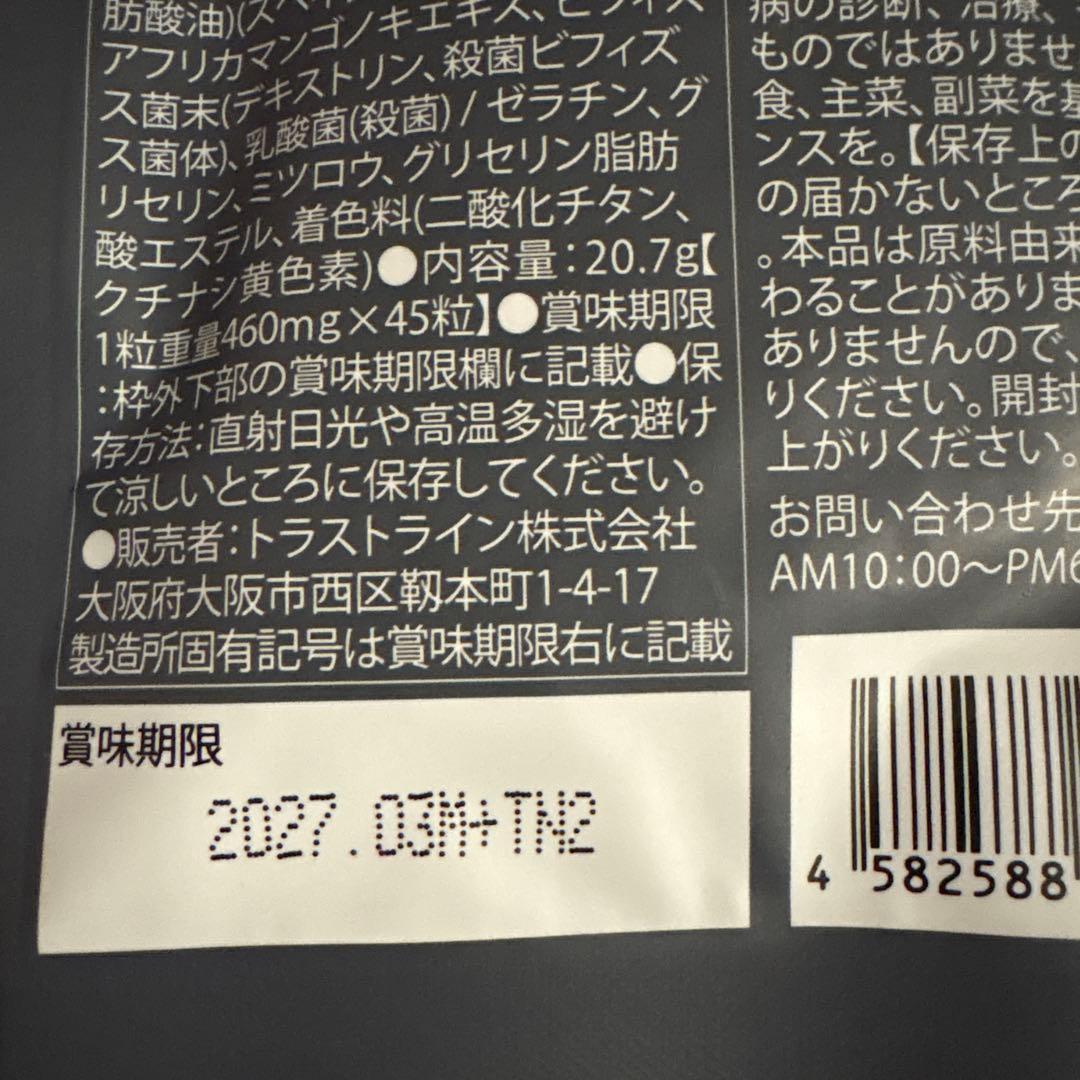 肪酸油)(スペイン
アフリカマンゴノキエキス、ビフィズ
ス菌末(デキストリン、殺菌ビフィズ
ス菌体)、乳酸菌(殺菌) / ゼラチン、グ
リセリン、ミツロウ、グリセリン脂肪
酸エステル、着色料(二酸化チタン、
クチナシ黄色素)●内容量:20.7g【
1粒重量460mg×45粒】●賞味期限
:枠外下部の賞味期限欄に記載●保
存方法:直射日光や高温多湿を避け
て涼しいところに保存してください。
●販売者:トラストライン株式会社
大阪府大阪市西区靱本町1-4-17
製造所固有記号は賞味期限右に記載
賞味期限
2027.03M+TN2
病の診断、治療、
ものではありませ
食、主菜、副菜を基
ンスを。【保存上の
の届かないところ
。本品は原料由来
わることがありま
ありませんので、
りください。開封
上がりください。
お問い合わせ先
AM10:00〜PM6
4 582588